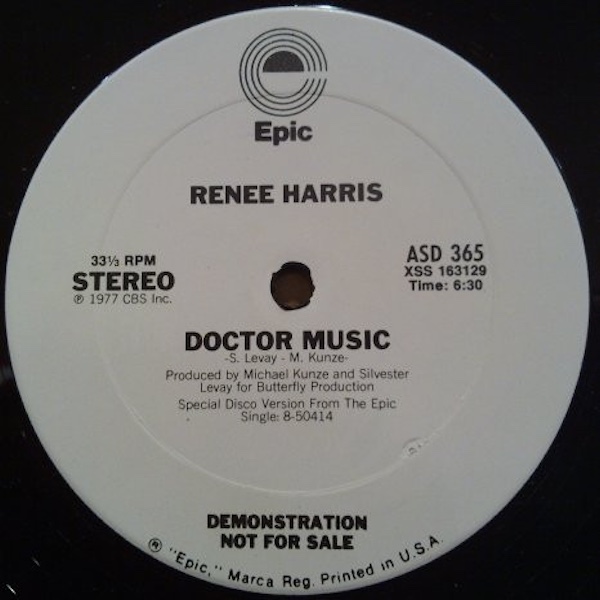 Epic
RENEE HARRIS
33⅓ RPM
STEREO
℗ 1977 CBS Inc.
ASD 365
XSS 163129
Time: 6:30
DOCTOR MUSIC
-S. Levay - M. Kunze-
Produced by Michael Kunze and Silvester
Levay for Butterfly Production
Special Disco Version From The Epic
Single: 8-50414
DEMONSTRATION
NOT FOR SALE
® "Epic," Marca Reg. Printed in U.S.A.